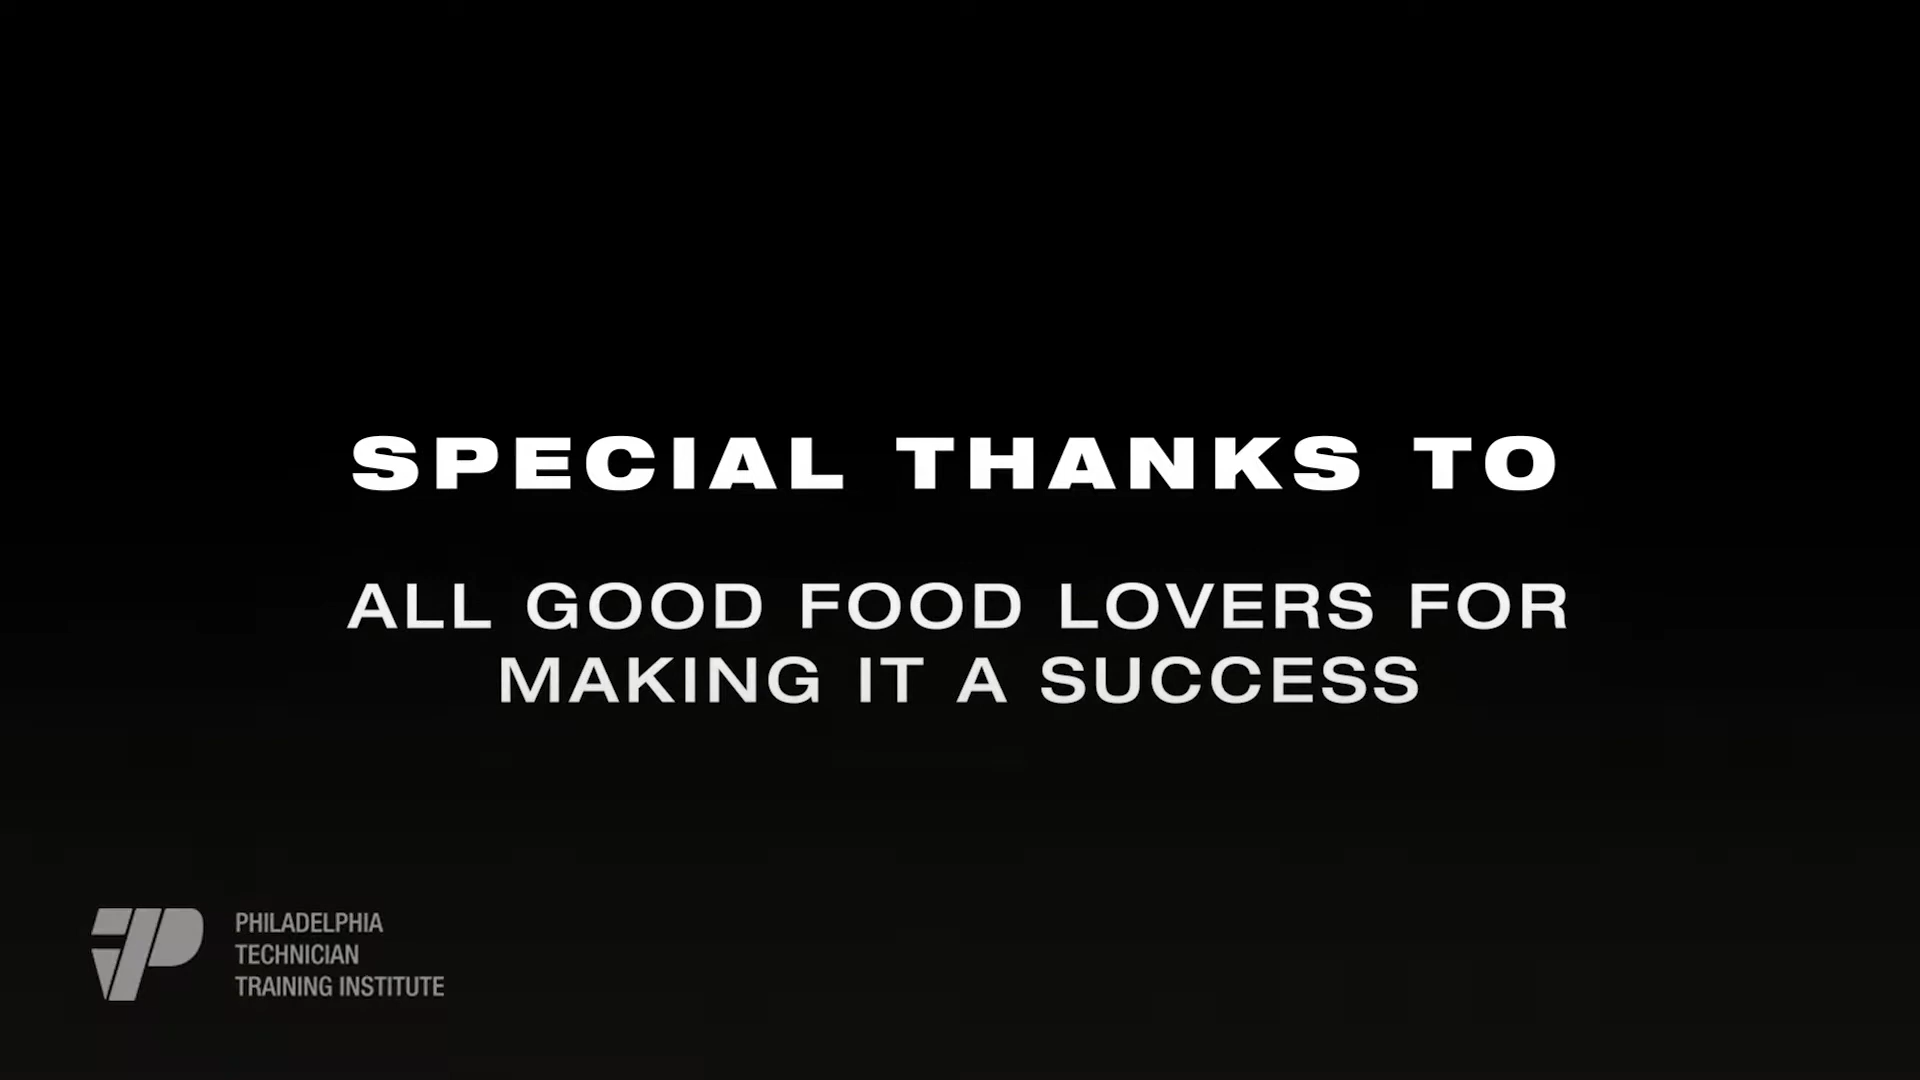 SPECIAL THANKS TO
ALL GOOD FOOD LOVERS FOR
MAKING IT A SUCCESS
PHILADELPHIA
TECHNICIAN
TRAINING INSTITUTE